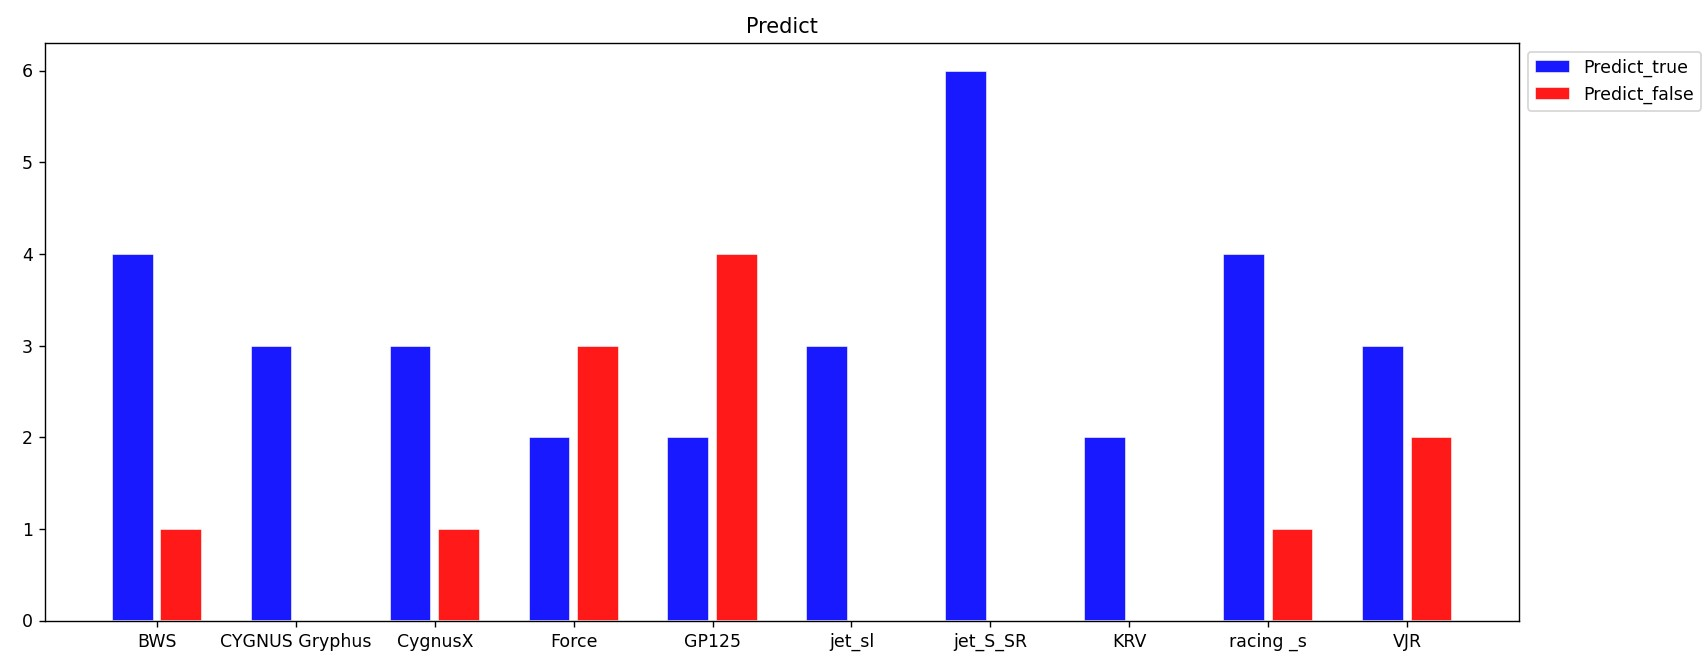 Predict
Predict_true
Predict_false
6
5
4
3
2
1
0
BWS CYGNUS Gryphus CygnusX Force GP125 jet_sl jet_S_SR KRV racing _s VJR